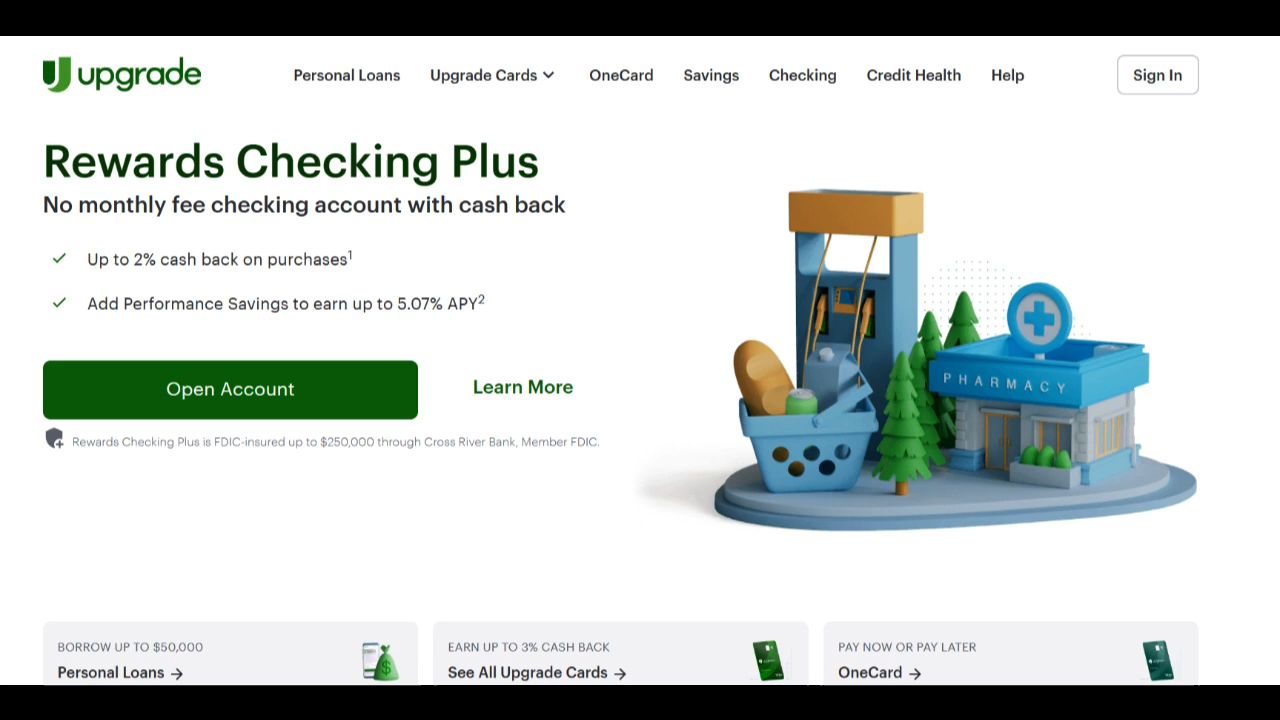 upgrade
Personal Loans
Upgrade Cards
OneCard
Savings
Checking
Credit Health
Help
Sign In
Rewards Checking Plus
No monthly fee checking account with cash back
Up to 2% cash back on purchases¹
Add Performance Savings to earn up to 5.07% APY²
Open Account
Learn More
Rewards Checking Plus is FDIC-insured up to $250,000 through Cross River Bank, Member FDIC.
PHARMACY
BORROW UP TO $50,000
Personal Loans →
EARN UP TO 3% CASH BACK
See All Upgrade Cards →
PAY NOW OR PAY LATER
OneCard →